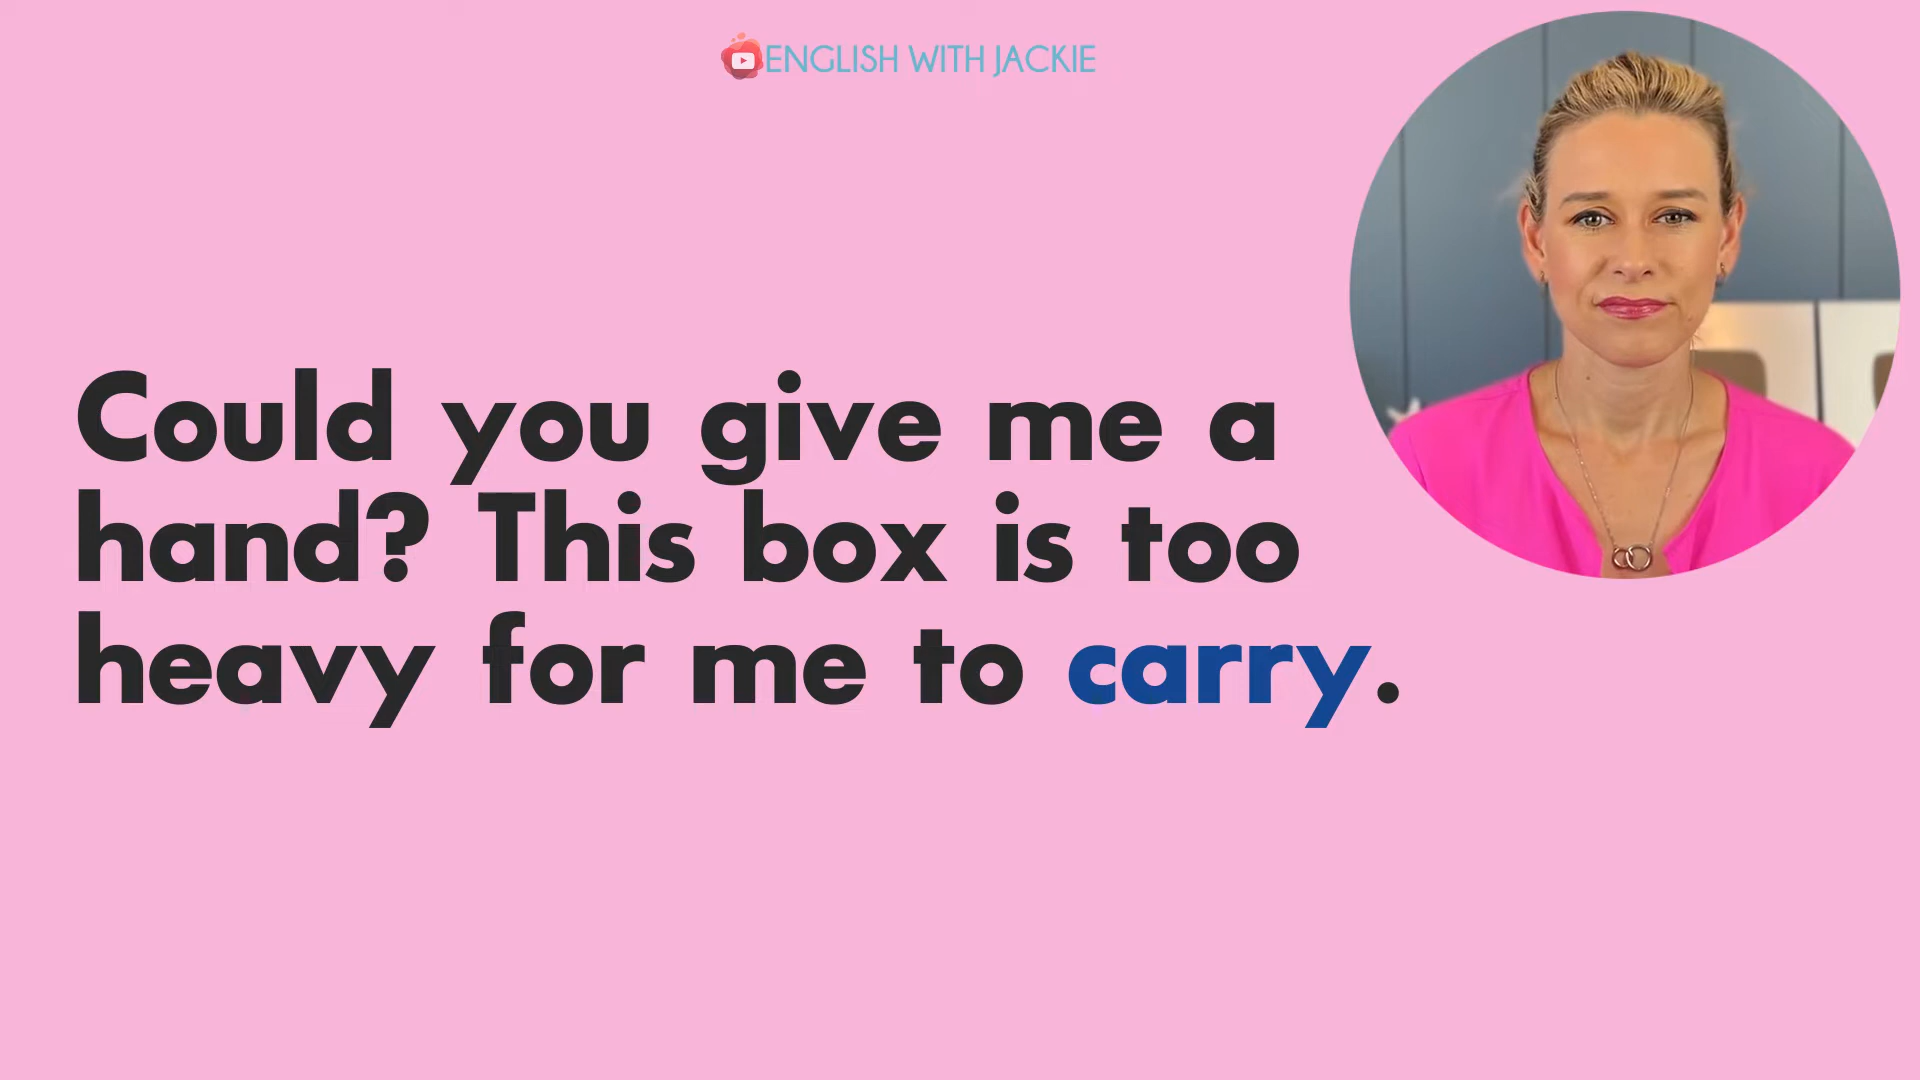 ENGLISH WITH JACKIE
Could you give me a
hand? This box is too
heavy for me to carry.